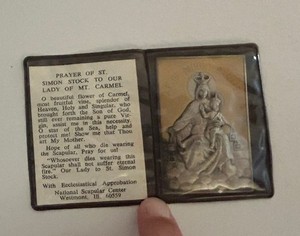 PRAYER OF ST.
SIMON STOCK TO OUR
LADY OF MT. CARMEL
O beautiful flower of Carmel,
most fruitful vine, splendor of
Heaven, Holy and Singular, who
brought forth the Son of God,
still ever remaining a pure Vir-
gin, assist me in this necessity.
O star of the Sea, help and
protect me! Show me that Thou
art My Mother.
Hope of all who die wearing
the Scapular, Pray for us!
"Whosoever dies wearing this
Scapular shall not suffer eternal
fire." Our Lady to St. Simon
Stock.
With Ecclesiastical Approbation
National Scapular Center
Westmont, Ill. 60559